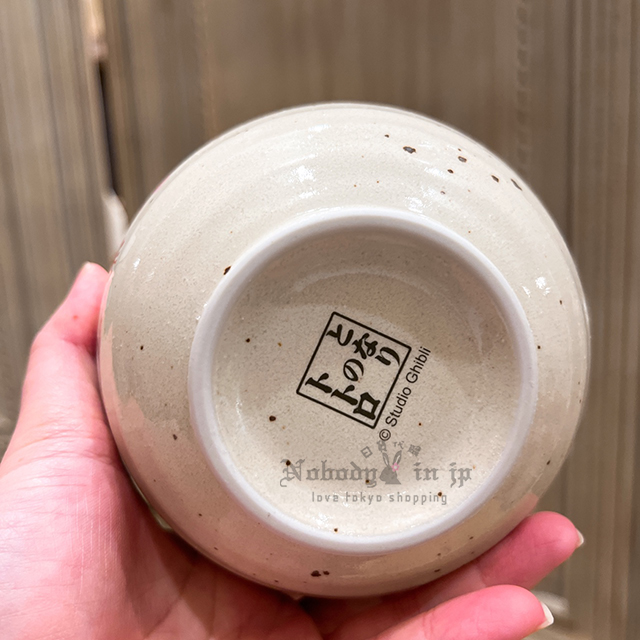 となり
の
トトロ
© Studio Ghibli
Nobody in jp
love tokyo shopping